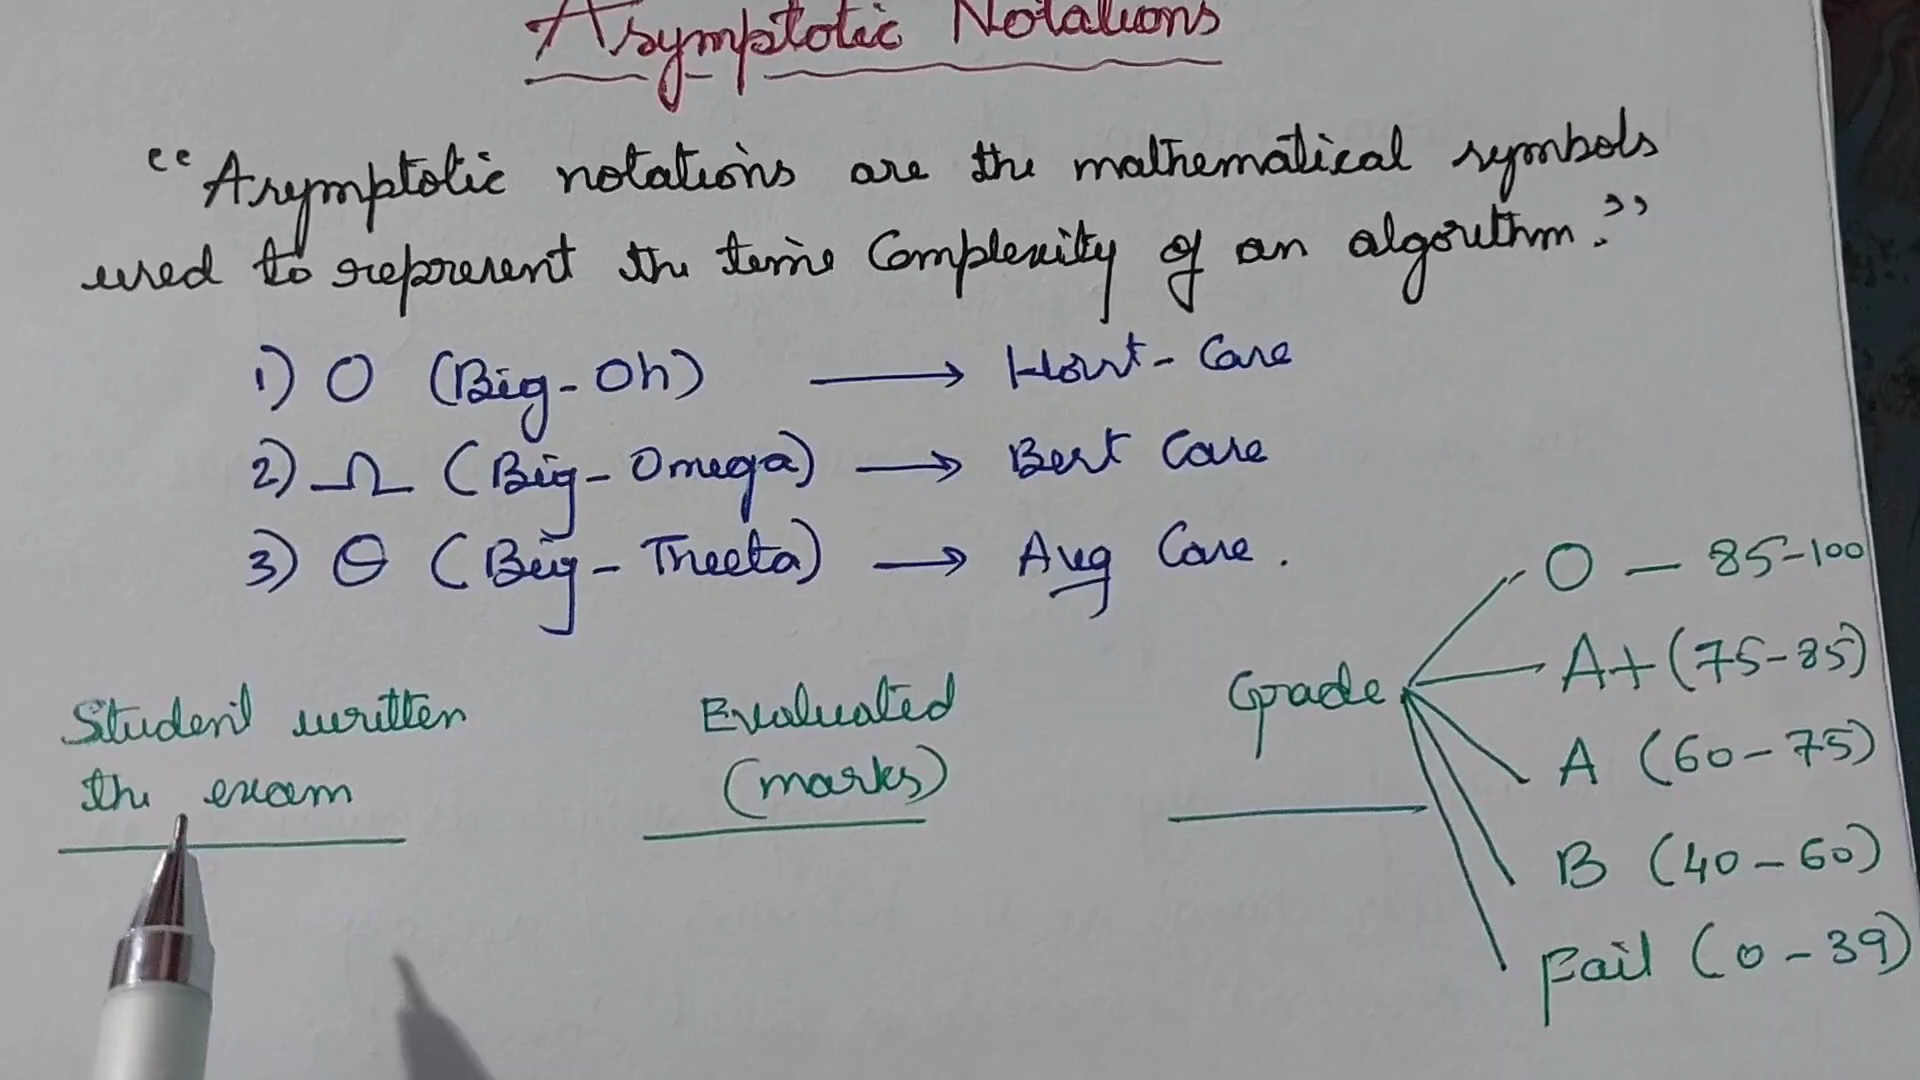 Asymptotic Notations
"Asymptotic notations are the mathematical symbols
used to represent the time Complexity of an algorithm."
1) O (Big-Oh) → Worst-Case
2) Ω (Big-Omega) → Best Case
3) Θ (Big-Theeta) → Avg Case.
Student written
the exam
Evaluated
(marks)
Grade
O - 85-100
A+ (75-85)
A (60-75)
B (40-60)
Fail (0-39)